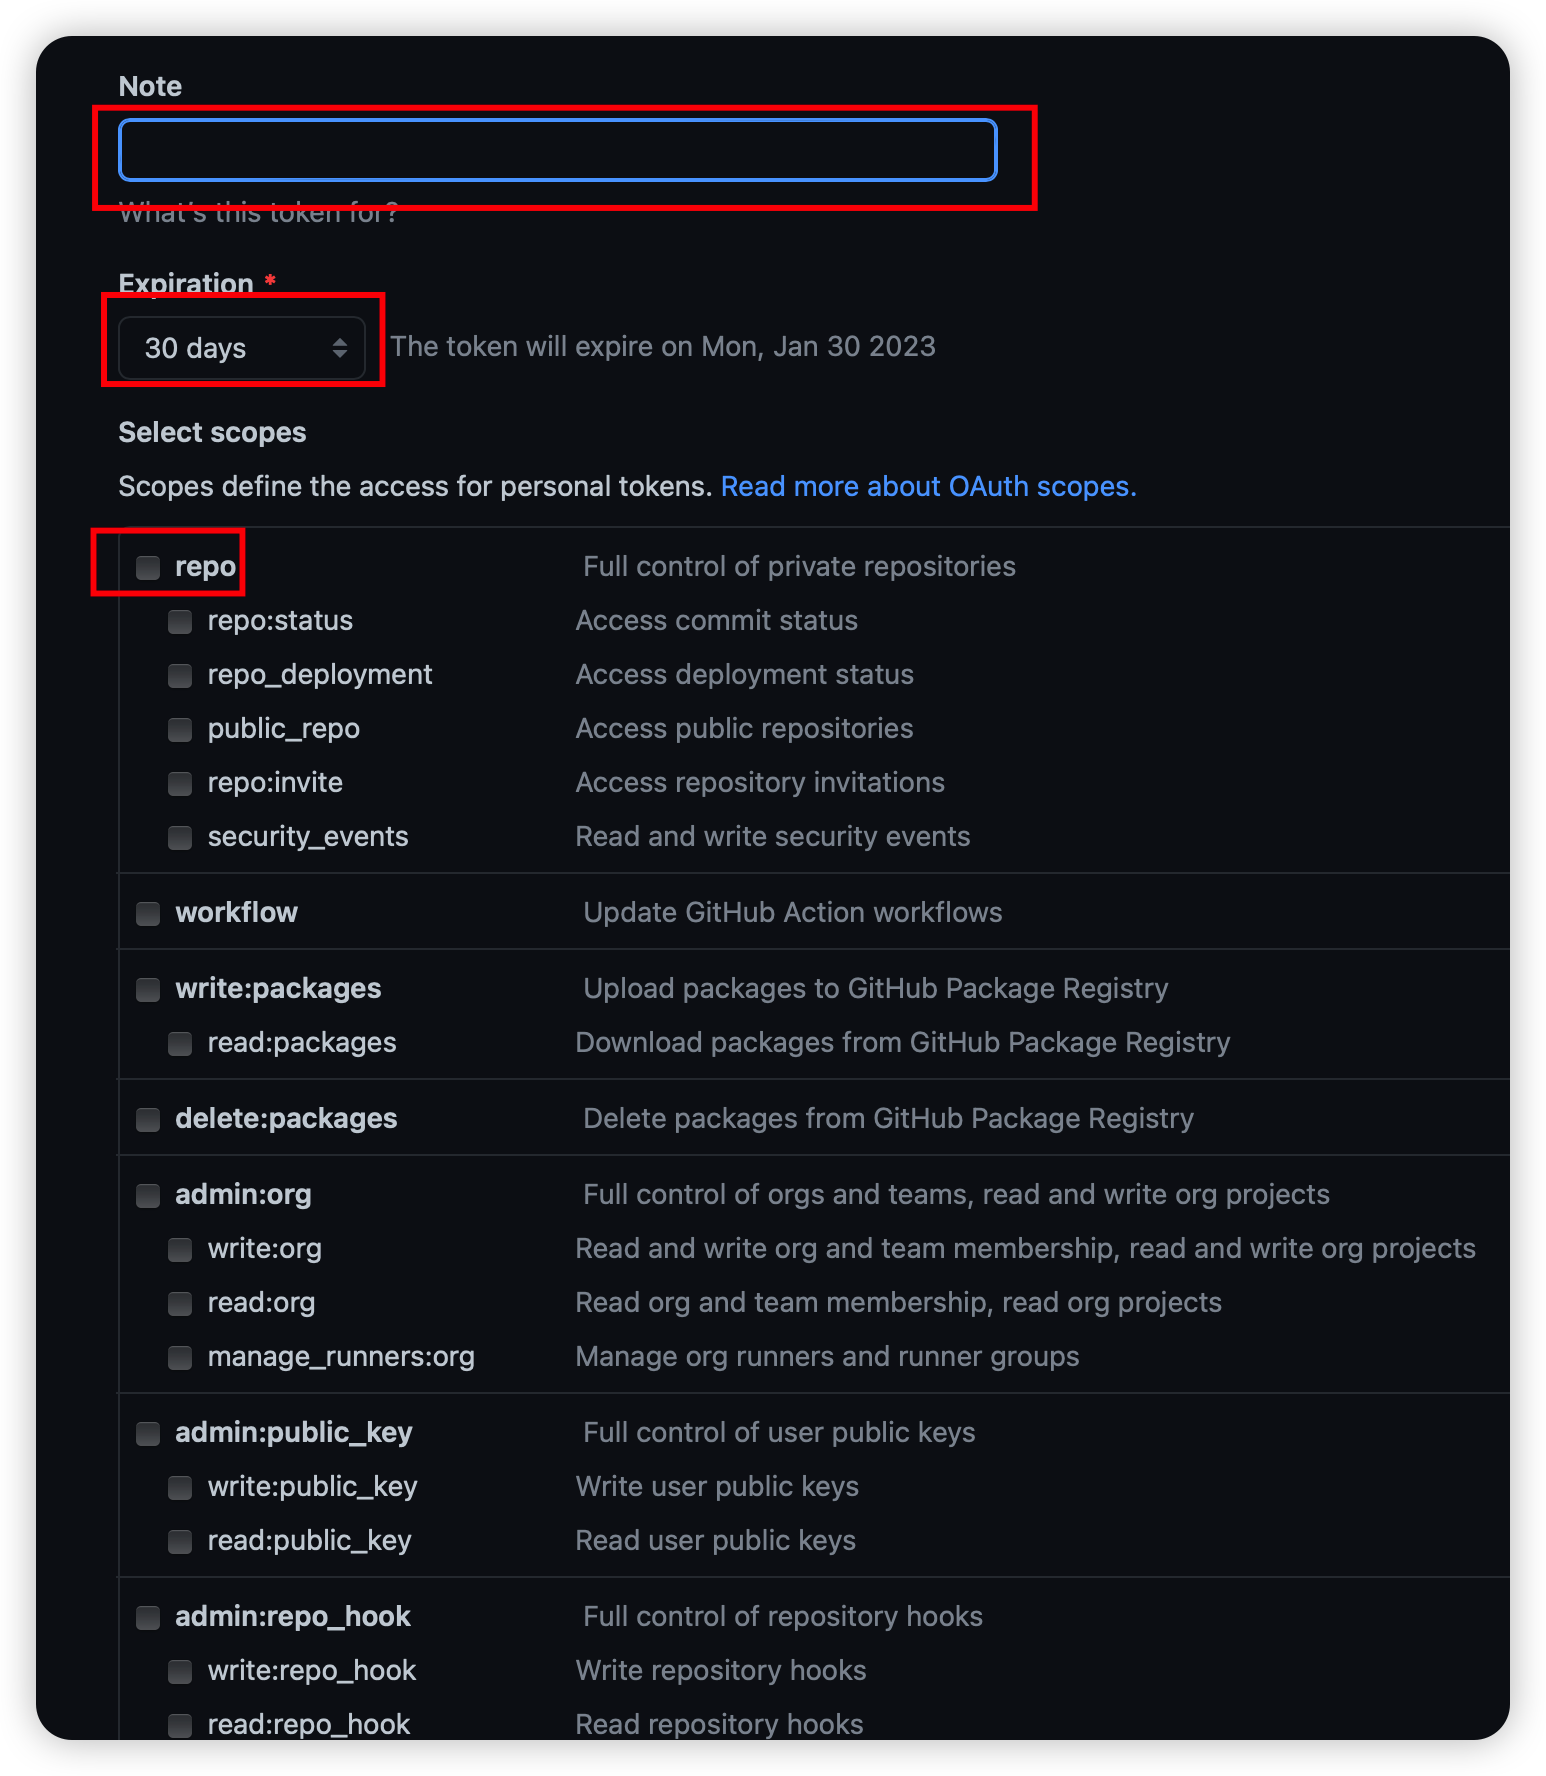 Note
What's this token for?
Expiration *
30 days The token will expire on Mon, Jan 30 2023
Select scopes
Scopes define the access for personal tokens. Read more about OAuth scopes.
repo Full control of private repositories
repo:status Access commit status
repo_deployment Access deployment status
public_repo Access public repositories
repo:invite Access repository invitations
security_events Read and write security events
workflow Update GitHub Action workflows
write:packages Upload packages to GitHub Package Registry
read:packages Download packages from GitHub Package Registry
delete:packages Delete packages from GitHub Package Registry
admin:org Full control of orgs and teams, read and write org projects
write:org Read and write org and team membership, read and write org projects
read:org Read org and team membership, read org projects
manage_runners:org Manage org runners and runner groups
admin:public_key Full control of user public keys
write:public_key Write user public keys
read:public_key Read user public keys
admin:repo_hook Full control of repository hooks
write:repo_hook Write repository hooks
read:repo_hook Read repository hooks